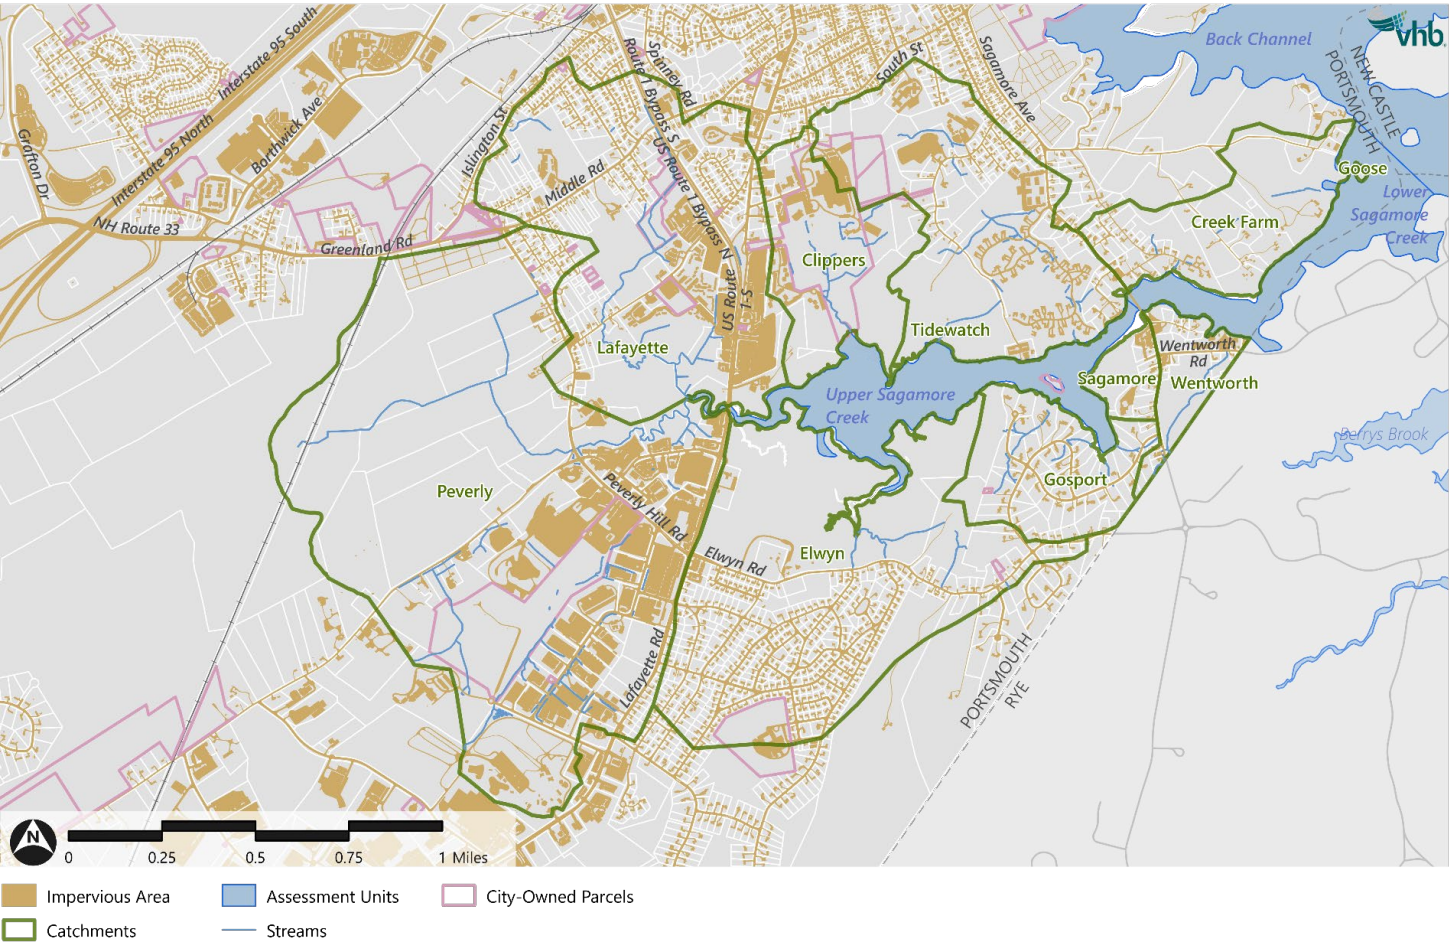 Interstate 95 South
Route 1 Bypass S
Spinney Rd
South St
Sagamore Ave
Back Channel
vhb
NEWCASTLE
PORTSMOUTH
Grafton Dr
Borthwick Ave
Interstate 95 North
Islington St
Middle Rd
US Route 1 Bypass N
Goose
Lower
Sagamore
Creek
NH Route 33
Greenland Rd
Creek Farm
Clippers
US Route
1-S
Tidewatch
Lafayette
Wentworth
Rd
Sagamore
Wentworth
Upper Sagamore
Creek
Berrys Brook
Peverly
Gosport
Peverly Hill Rd
Elwyn Rd
Elwyn
Lafayette Rd
PORTSMOUTH
RYE
N
0 0.25 0.5 0.75 1 Miles
Impervious Area Assessment Units City-Owned Parcels
Catchments Streams